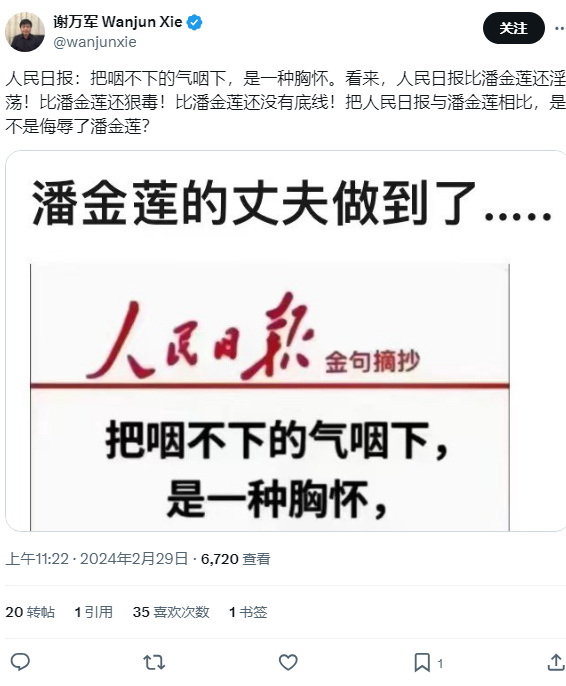 谢万军 Wanjun Xie
@wanjunxie
关注
人民日报：把咽不下的气咽下，是一种胸怀。看来，人民日报比潘金莲还淫
荡！比潘金莲还狠毒！比潘金莲还没有底线！把人民日报与潘金莲相比，是
不是侮辱了潘金莲？
潘金莲的丈夫做到了.....
人民日报 金句摘抄
把咽不下的气咽下，
是一种胸怀，
上午11:22 · 2024年2月29日 · 6,720 查看
20 转帖 1 引用 35 喜欢次数 1 书签
1